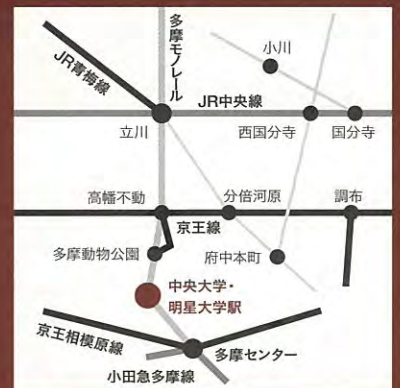 多摩モノレール
小川
JR青梅線
JR中央線
立川
西国分寺
国分寺
高幡不動
分倍河原
調布
京王線
多摩動物公園
府中本町
中央大学・
明星大学駅
京王相模原線
多摩センター
小田急多摩線